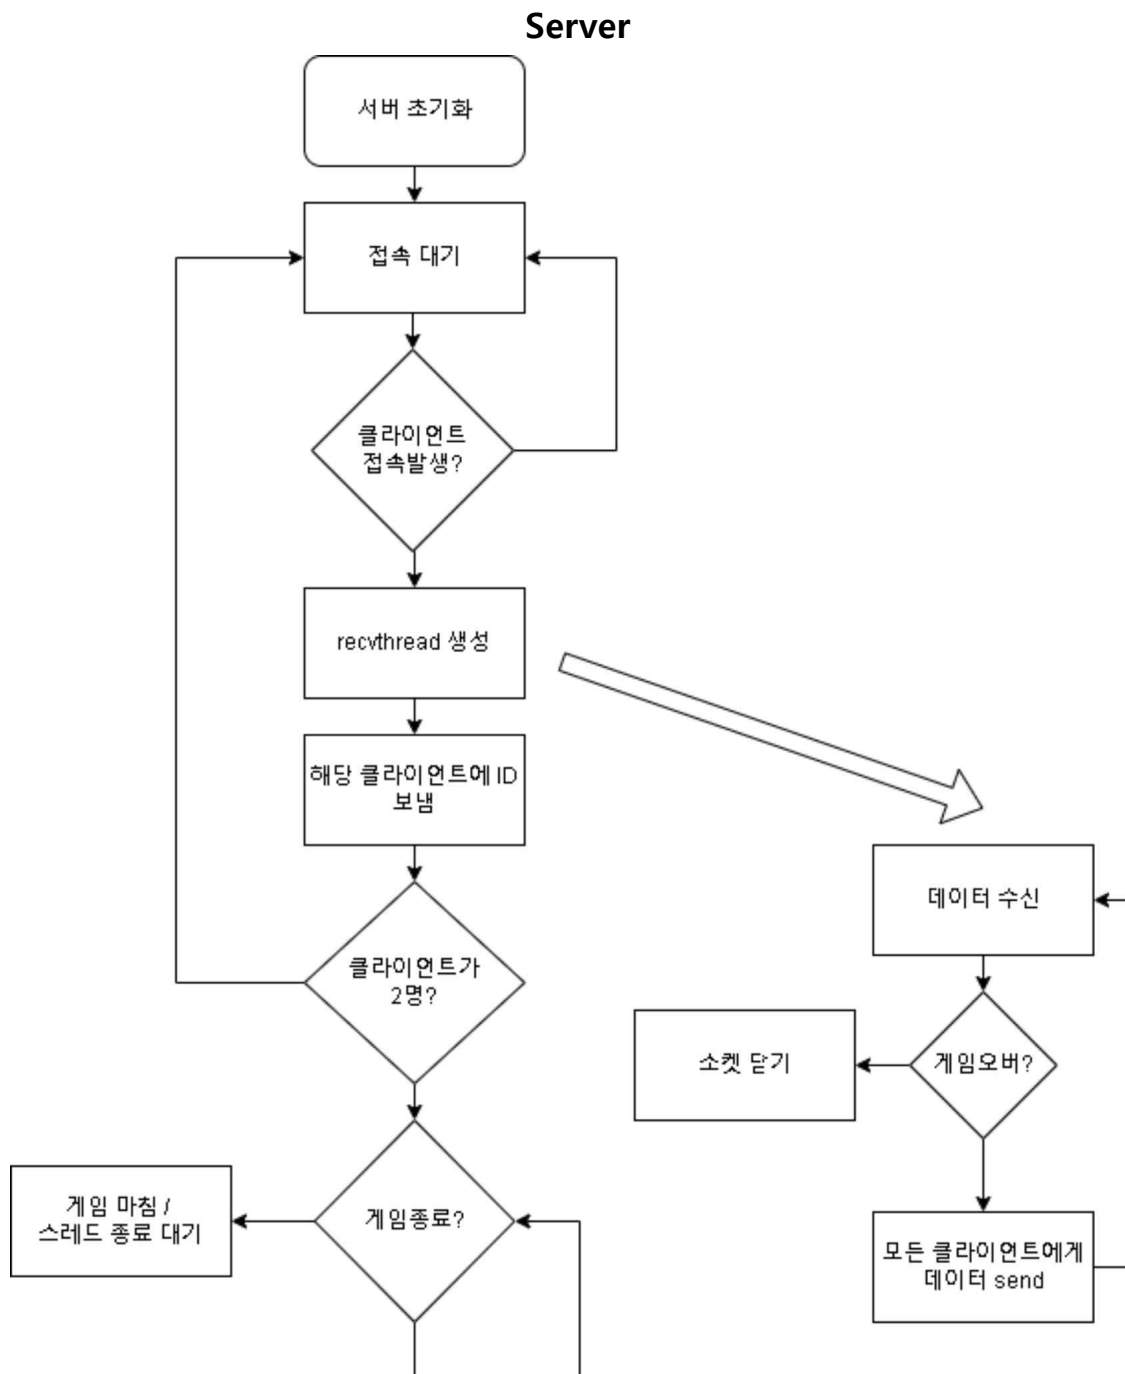 Server
서버 초기화
접속 대기
클라이언트
접속발생?
recvthread 생성
해당 클라이언트에 ID
보냄
클라이언트가
2명?
게임종료?
게임 마침 /
스레드 종료 대기
데이터 수신
게임오버?
소켓 닫기
모든 클라이언트에게
데이터 send